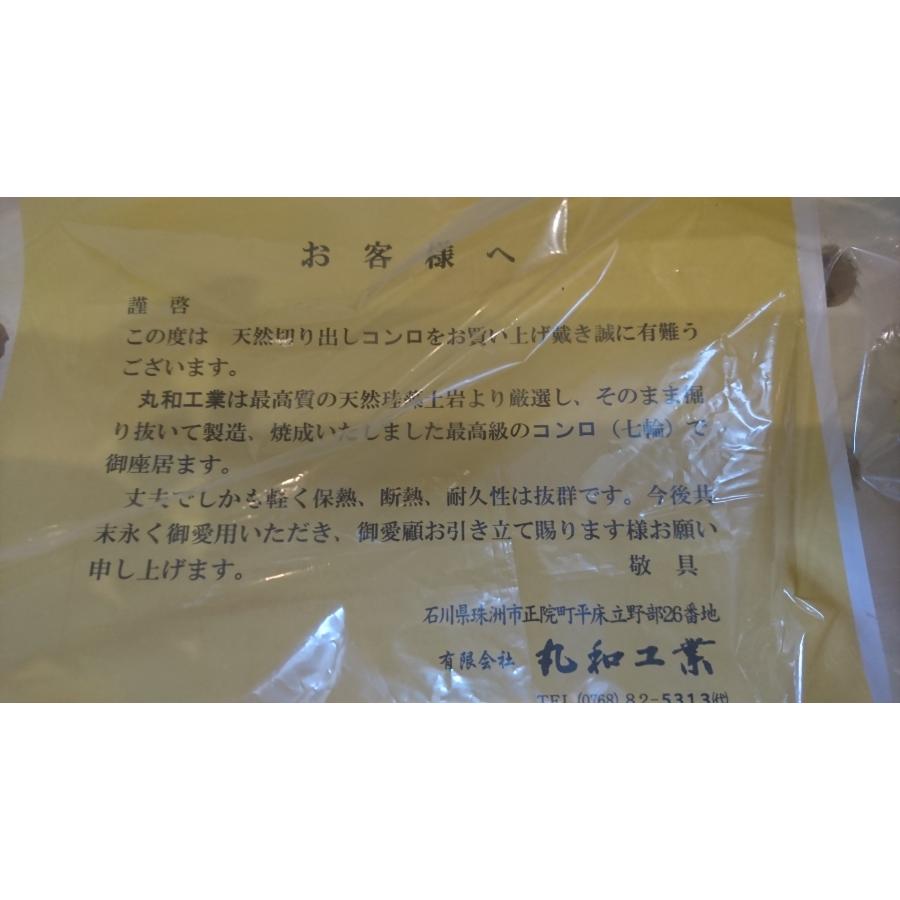 お客様へ
謹啓
この度は 天然切り出しコンロをお買い上げ戴き誠に有難う
ございます。
丸和工業は最高質の天然珪藻土岩より厳選し、そのまま掘
り抜いて製造、焼成いたしました最高級のコンロ（七輪）で
御座居ます。
丈夫でしかも軽く保熱、断熱、耐久性は抜群です。今後共
末永く御愛用いただき、御愛顧お引き立て賜ります様お願い
申し上げます。 敬具
石川県珠洲市正院町平床立野部26番地
有限会社 丸和工業
TEL (0768) 82-5313㈹